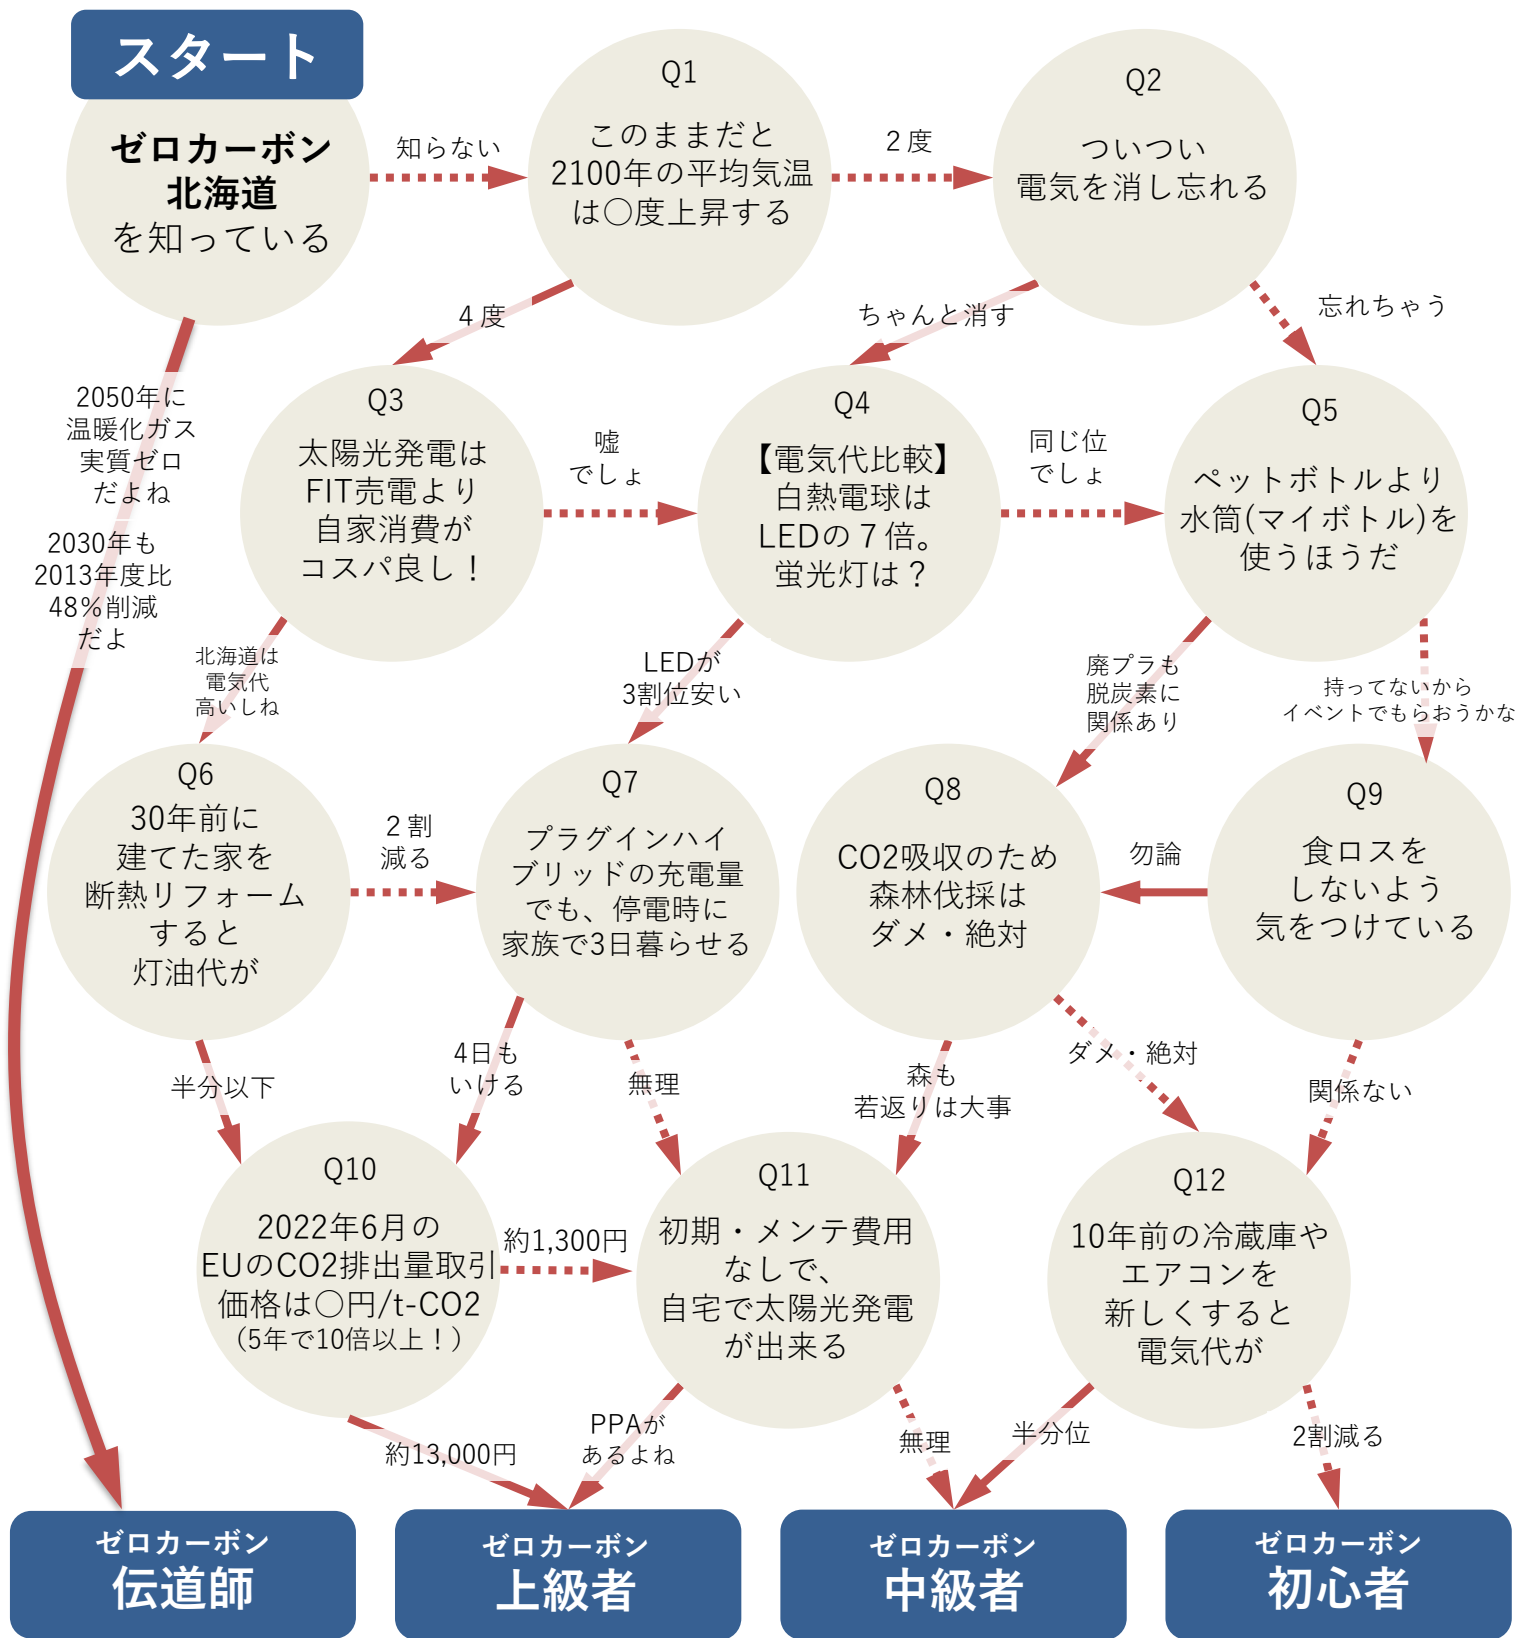 スタート
ゼロカーボン
北海道
を知っている
知らない
Q1
このままだと
2100年の平均気温
は○度上昇する
２度
Q2
ついつい
電気を消し忘れる
４度
ちゃんと消す
忘れちゃう
2050年に
温暖化ガス
実質ゼロ
だよね
2030年も
2013年度比
48%削減
だよ
Q3
太陽光発電は
FIT売電より
自家消費が
コスパ良し！
嘘
でしょ
Q4
【電気代比較】
白熱電球は
LEDの７倍。
蛍光灯は？
同じ位
でしょ
Q5
ペットボトルより
水筒(マイボトル)を
使うほうだ
北海道は
電気代
高いしね
LEDが
3割位安い
廃プラも
脱炭素に
関係あり
持ってないから
イベントでもらおうかな
Q6
30年前に
建てた家を
断熱リフォーム
すると
灯油代が
２割
減る
Q7
プラグインハイ
ブリッドの充電量
でも、停電時に
家族で3日暮らせる
Q8
CO2吸収のため
森林伐採は
ダメ・絶対
勿論
Q9
食ロスを
しないよう
気をつけている
半分以下
4日も
いける
無理
森も
若返りは大事
ダメ・絶対
関係ない
Q10
2022年6月の
EUのCO2排出量取引
価格は○円/t-CO2
（5年で10倍以上！）
約1,300円
Q11
初期・メンテ費用
なしで、
自宅で太陽光発電
が出来る
Q12
10年前の冷蔵庫や
エアコンを
新しくすると
電気代が
約13,000円
PPAが
あるよね
無理
半分位
2割減る
ゼロカーボン
伝道師
ゼロカーボン
上級者
ゼロカーボン
中級者
ゼロカーボン
初心者